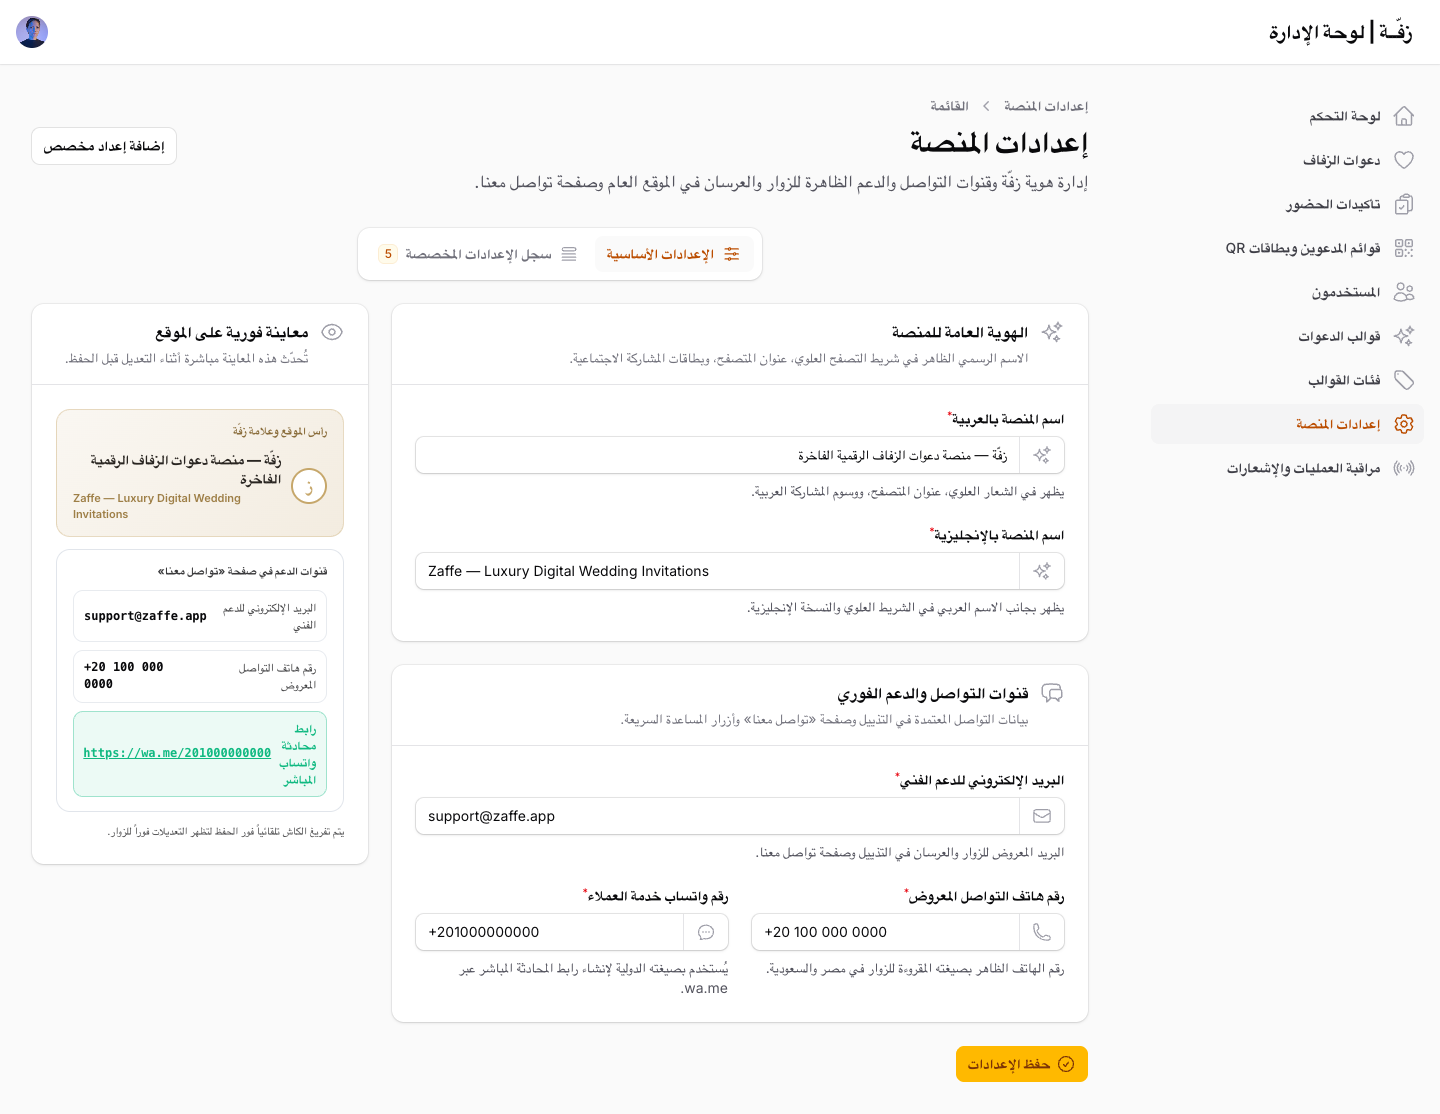 زفّـة | لوحة الإدارة
لوحة التحكم
دعوات الزفاف
تأكيدات الحضور
قوائم المدعوين وبطاقات QR
المستخدمون
قوالب الدعوات
فئات القوالب
إعدادات المنصة
مراقبة العمليات والإشعارات
إعدادات المنصة
القائمة
إعدادات المنصة
إدارة هوية زفّة وقنوات التواصل والدعم الظاهرة للزوار والعرسان في الموقع العام وصفحة تواصل معنا.
إضافة إعداد مخصص
الإعدادات الأساسية
سجل الإعدادات المخصصة 5
الهوية العامة للمنصة
الاسم الرسمي الظاهر في شريط التصفح العلوي، عنوان المتصفح، وبطاقات المشاركة الاجتماعية.
اسم المنصة بالعربية*
زفّة — منصة دعوات الزفاف الرقمية الفاخرة
يظهر في الشعار العلوي، عنوان المتصفح، ووسوم المشاركة العربية.
اسم المنصة بالإنجليزية*
Zaffe — Luxury Digital Wedding Invitations
يظهر بجانب الاسم العربي في الشريط العلوي والنسخة الإنجليزية.
قنوات التواصل والدعم الفوري
بيانات التواصل المعتمدة في التذييل وصفحة «تواصل معنا» وأزرار المساعدة السريعة.
البريد الإلكتروني للدعم الفني*
support@zaffe.app
البريد المعروض للزوار والعرسان في التذييل وصفحة تواصل معنا.
رقم هاتف التواصل المعروض*
+20 100 000 0000
رقم الهاتف الظاهر بصيغته المقروءة للزوار في مصر والسعودية.
رقم واتساب خدمة العملاء*
+201000000000
يُستخدم بصيغته الدولية لإنشاء رابط المحادثة المباشر عبر
wa.me.
حفظ الإعدادات
معاينة فورية على الموقع
تُحدّث هذه المعاينة مباشرة أثناء التعديل قبل الحفظ.
رأس الموقع وعلامة زفّة
ز
زفّة — منصة دعوات الزفاف الرقمية
الفاخرة
Zaffe — Luxury Digital Wedding
Invitations
قنوات الدعم في صفحة «تواصل معنا»
البريد الإلكتروني للدعم
الفني
support@zaffe.app
رقم هاتف التواصل
المعروض
+20 100 000
0000
رابط
محادثة
واتساب
المباشر
https://wa.me/201000000000
يتم تفريغ الكاش تلقائياً فور الحفظ لتظهر التعديلات فوراً للزوار.